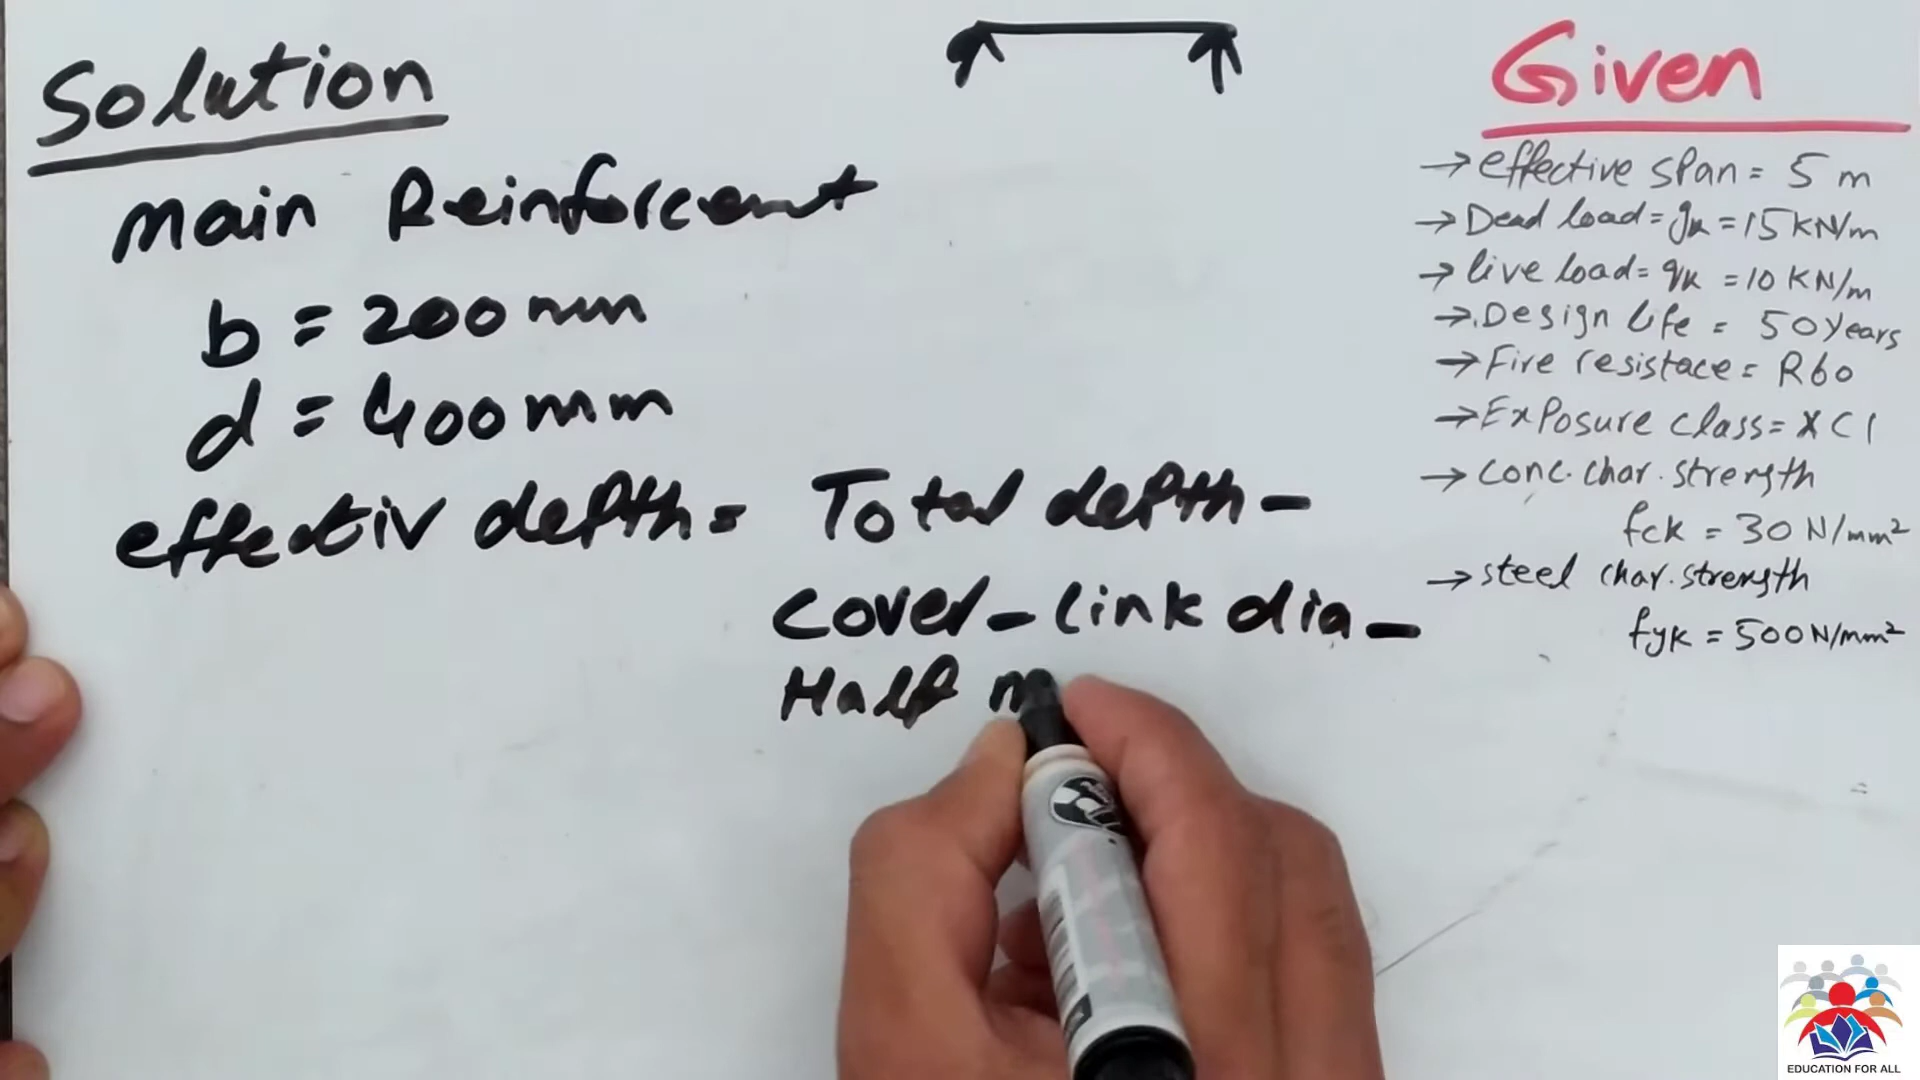 Solution
main Reinforcemt
b = 200 mm
d = 400 mm
effectiv depth = Total depth -
Cover - link dia -
Half m
Given
→ effective span = 5 m
→ Dead load = gk = 15 KN/m
→ live load = qk = 10 KN/m
→ Design life = 50 Years
→ Fire resistace = R60
→ Exposure class = XC1
→ Conc. char. strength
fck = 30 N/mm²
→ steel char. strength
fyk = 500 N/mm²
EDUCATION FOR ALL